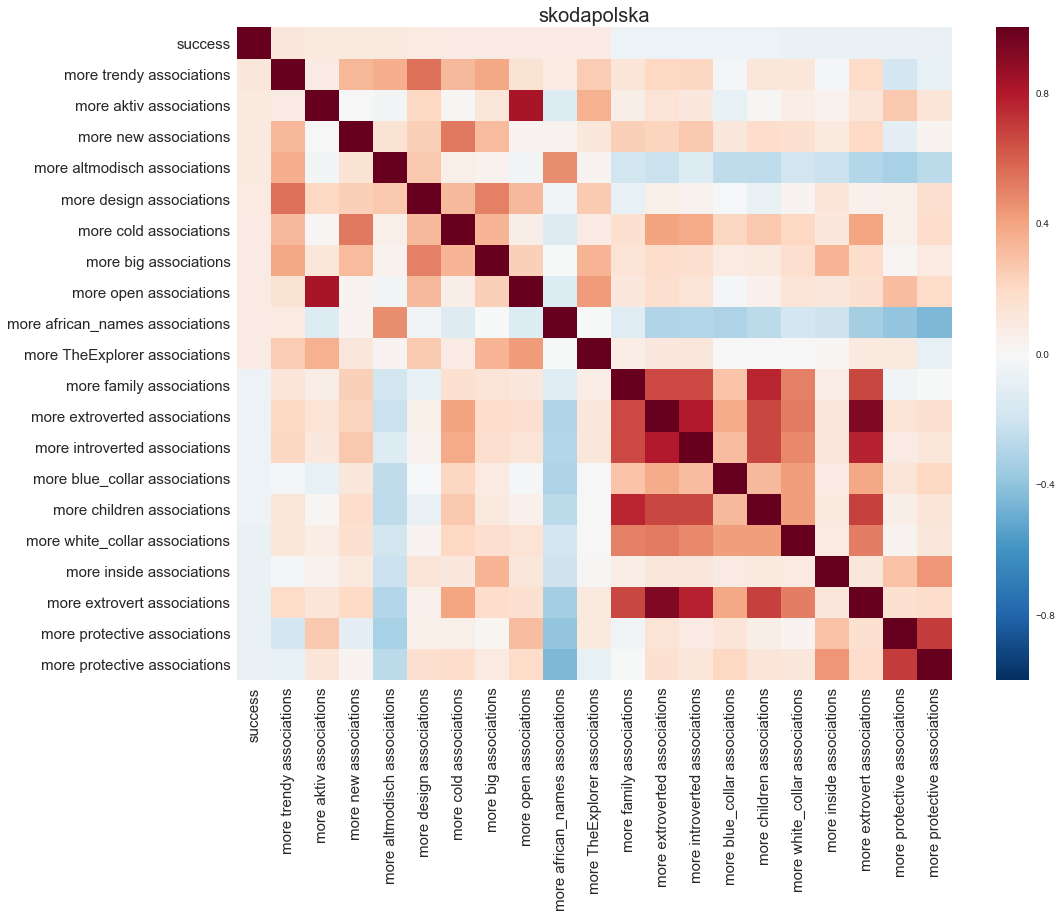 skodapolska
success
more trendy associations
more aktiv associations
more new associations
more altmodisch associations
more design associations
more cold associations
more big associations
more open associations
more african_names associations
more TheExplorer associations
more family associations
more extroverted associations
more introverted associations
more blue_collar associations
more children associations
more white_collar associations
more inside associations
more extrovert associations
more protective associations
more protective associations
0.8
0.4
0.0
−0.4
−0.8
success
more trendy associations
more aktiv associations
more new associations
more altmodisch associations
more design associations
more cold associations
more big associations
more open associations
more african_names associations
more TheExplorer associations
more family associations
more extroverted associations
more introverted associations
more blue_collar associations
more children associations
more white_collar associations
more inside associations
more extrovert associations
more protective associations
more protective associations